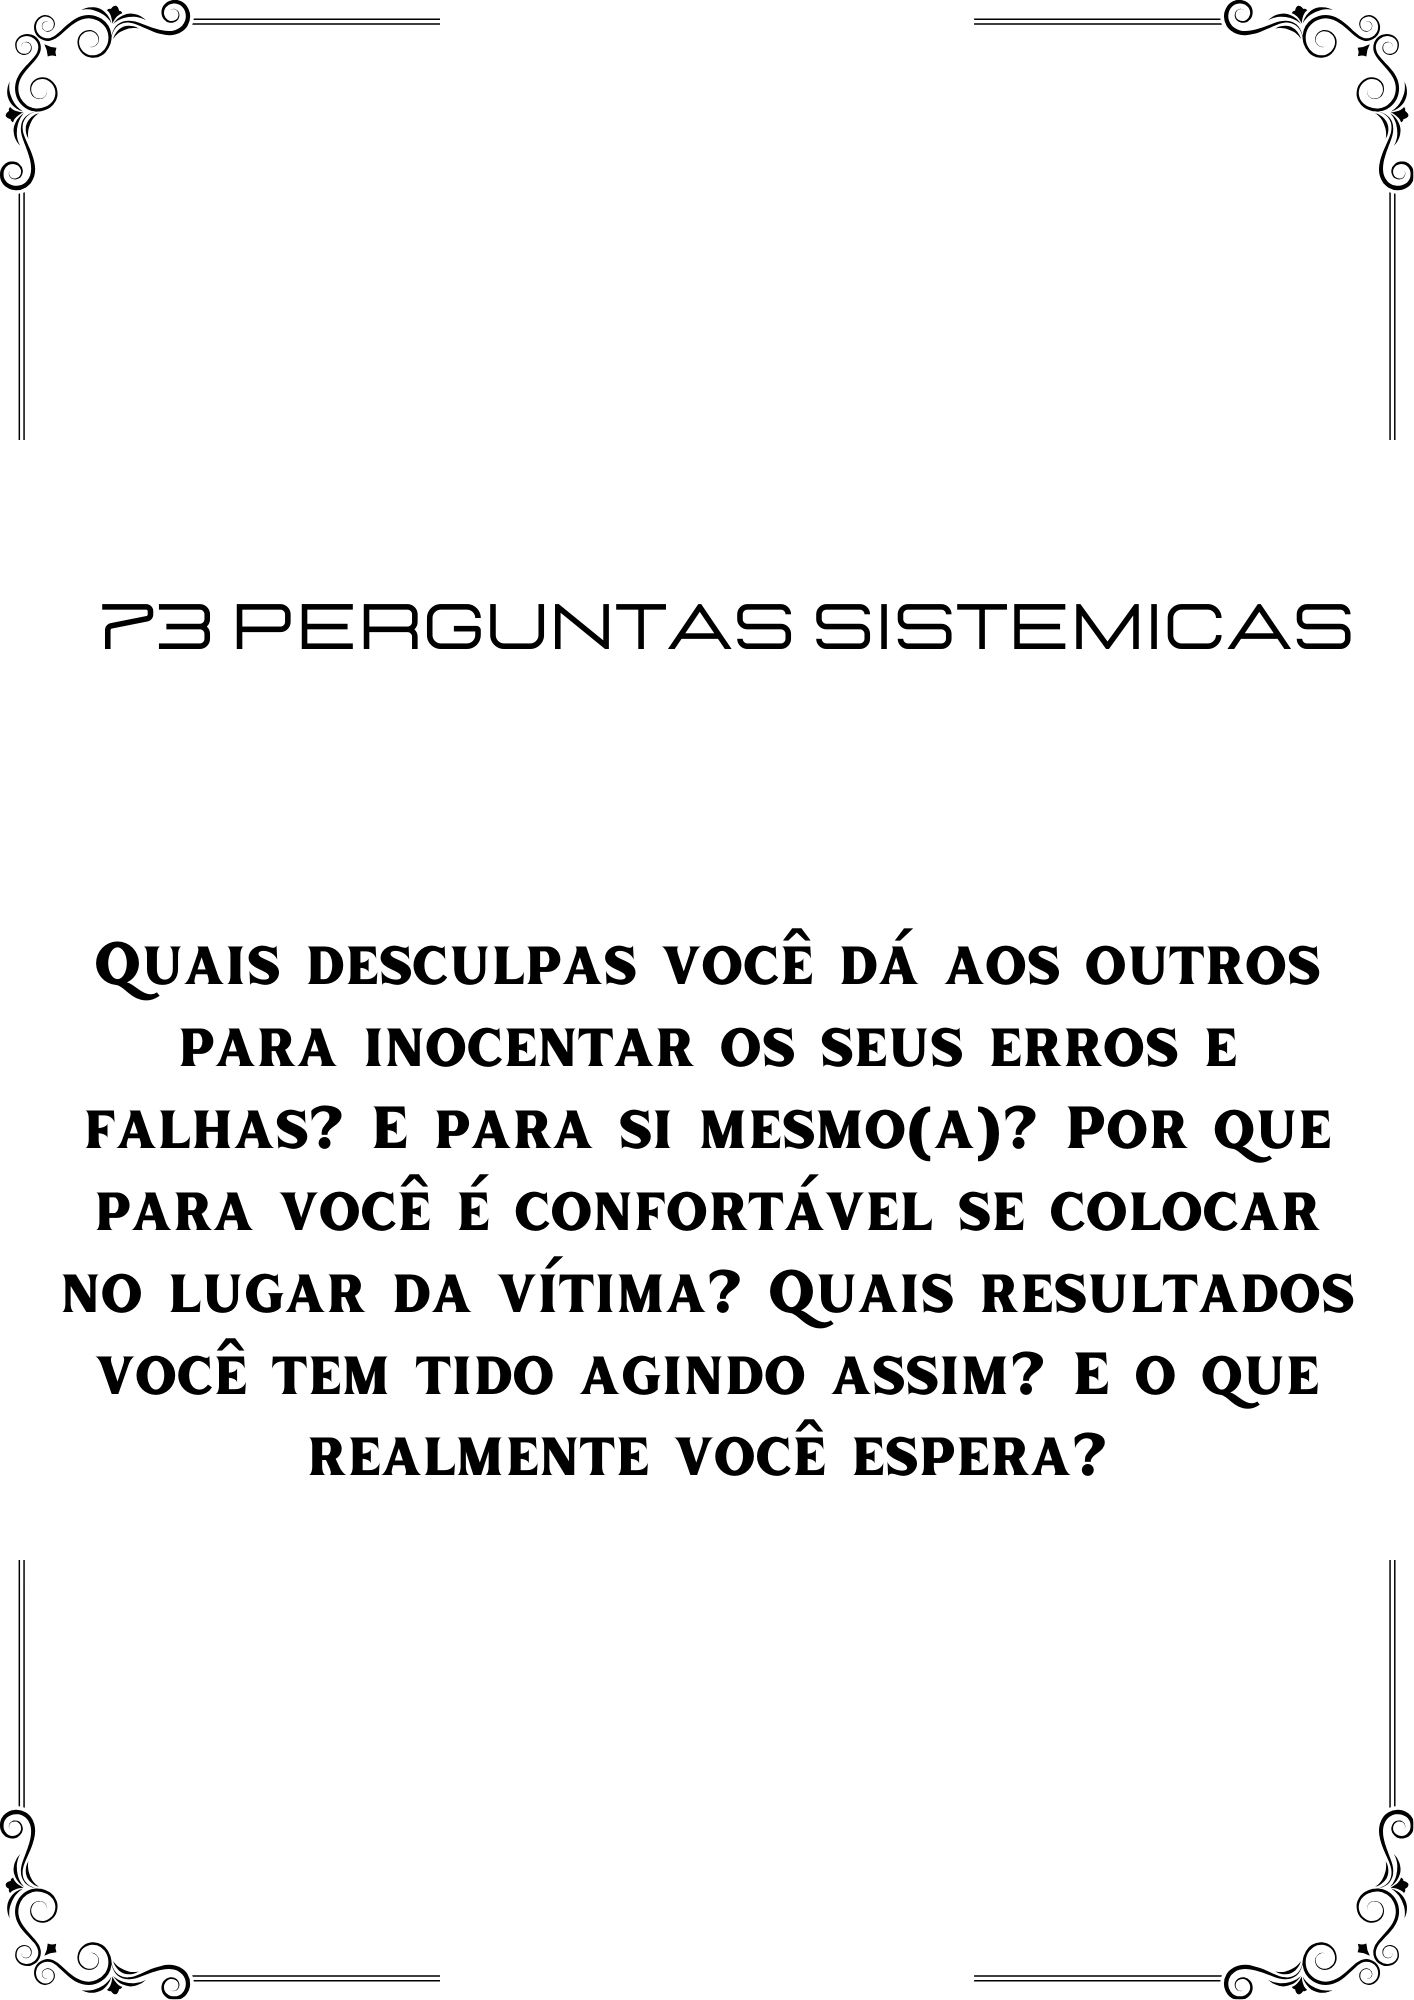 73 PERGUNTAS SISTEMICAS
Quais desculpas você dá aos outros
para inocentar os seus erros e
falhas? E para si mesmo(a)? Por que
para você é confortável se colocar
no lugar da vítima? Quais resultados
você tem tido agindo assim? E o que
realmente você espera?